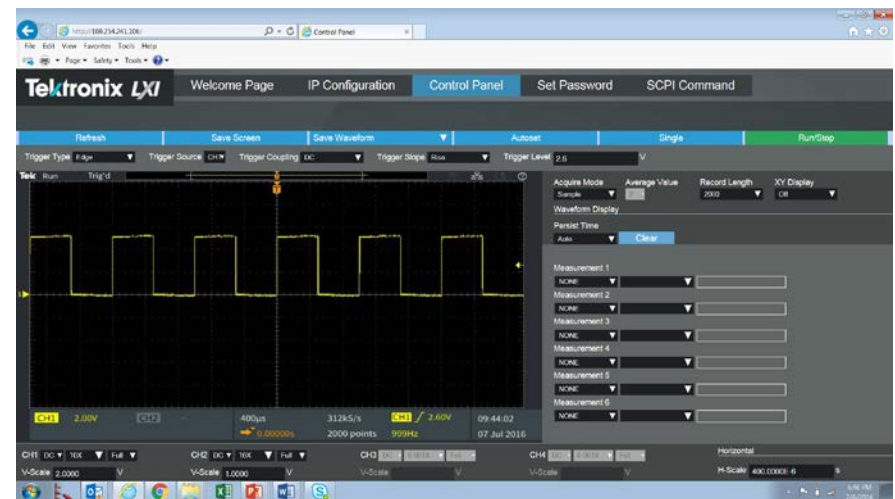 http://169.254.241.106/
Control Panel
File Edit View Favorites Tools Help
Page Safety Tools
Tektronix LXI Welcome Page IP Configuration Control Panel Set Password SCPI Command
Refresh Save Screen Save Waveform Autoset Single Run/Stop
Trigger Type Edge Trigger Source CH1 Trigger Coupling DC Trigger Slope Rise Trigger Level 2.6 V
Tek Run Trig'd
Acquire Mode Average Value Record Length XY Display
Sample 2000 Off
Waveform Display
Persist Time
Auto Clear
Measurement 1
NONE
Measurement 2
NONE
Measurement 3
NONE
Measurement 4
NONE
Measurement 5
NONE
Measurement 6
NONE
CH1 2.00V CH2 400µs 312kS/s CH1 2.60V 09:44:02
0.00000s 2000 points 999Hz 07 Jul 2016
CH1 DC 10X Full CH2 DC 10X Full CH3 CH4 Horizontal
V-Scale 2.0000 V V-Scale 1.0000 V V-Scale V V-Scale V H-Scale 400.0000E-6 s